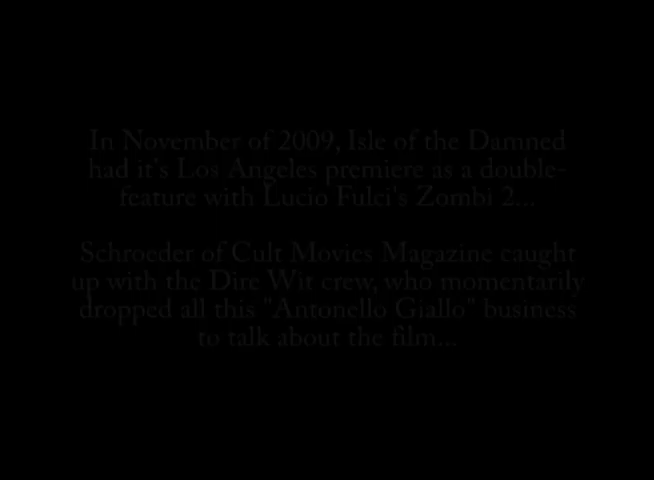 In November of 2009, Isle of the Damned
had it's Los Angeles premiere as a double-
feature with Lucio Fulci's Zombi 2...
Schroeder of Cult Movies Magazine caught
up with the Dire Wit crew, who momentarily
dropped all this "Antonello Giallo" business
to talk about the film...